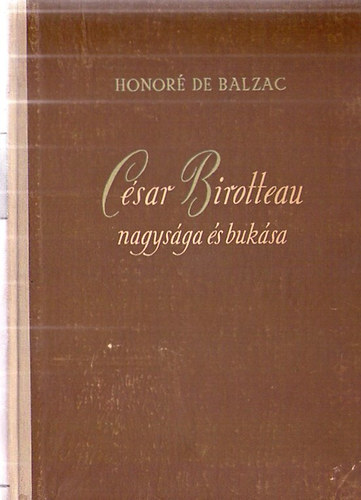 HONORÉ DE BALZAC
César Birotteau
nagysága és bukása